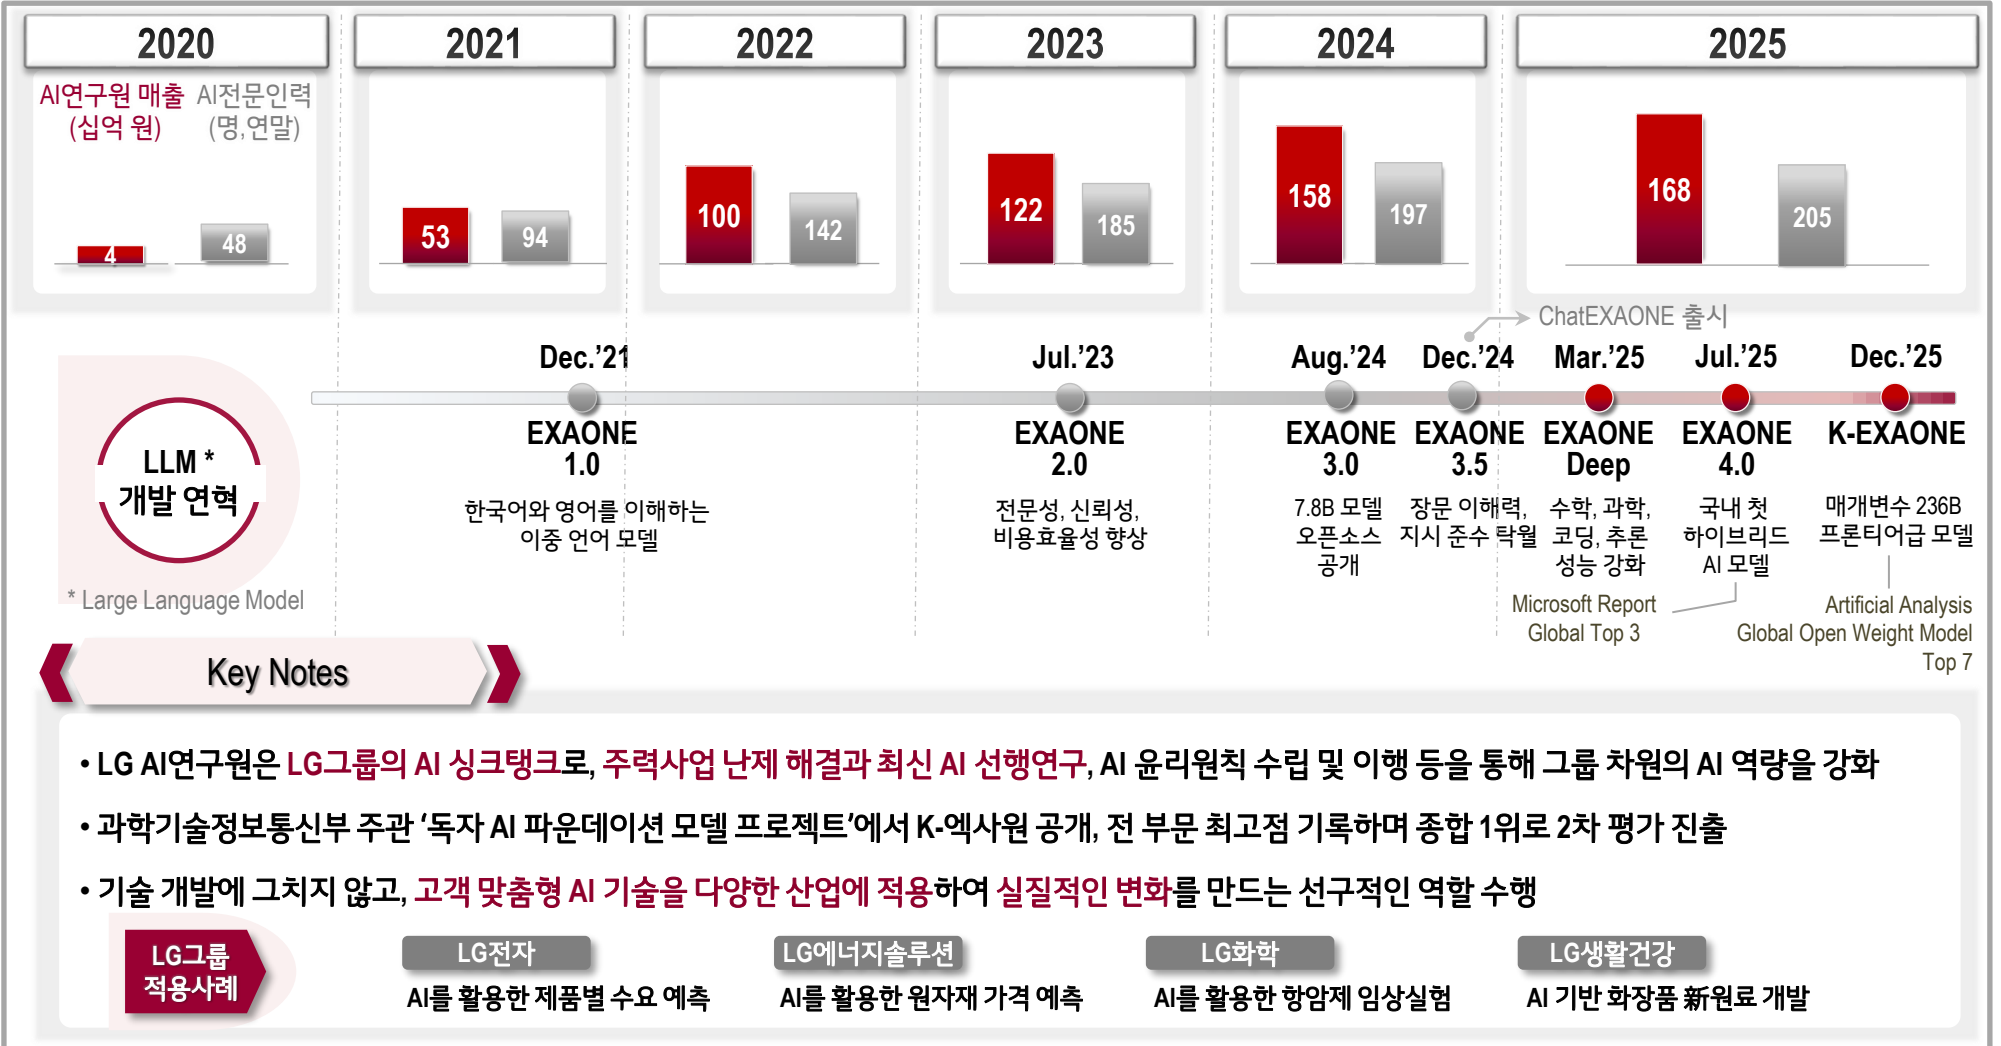 2020
2021
2022
2023
2024
2025
AI연구원 매출
(십억 원)
AI전문인력
(명,연말)
4
48
53
94
100
142
122
185
158
197
168
205
ChatEXAONE 출시
LLM *
개발 연혁
* Large Language Model
Dec.’21
EXAONE
1.0
한국어와 영어를 이해하는
이중 언어 모델
Jul.’23
EXAONE
2.0
전문성, 신뢰성,
비용효율성 향상
Aug.’24
EXAONE
3.0
7.8B 모델
오픈소스
공개
Dec.’24
EXAONE
3.5
장문 이해력,
지시 준수 탁월
Mar.’25
EXAONE
Deep
수학, 과학,
코딩, 추론
성능 강화
Jul.’25
EXAONE
4.0
국내 첫
하이브리드
AI 모델
Microsoft Report
Global Top 3
Dec.’25
K-EXAONE
매개변수 236B
프론티어급 모델
Artificial Analysis
Global Open Weight Model
Top 7
Key Notes
• LG AI연구원은 LG그룹의 AI 싱크탱크로, 주력사업 난제 해결과 최신 AI 선행연구, AI 윤리원칙 수립 및 이행 등을 통해 그룹 차원의 AI 역량을 강화
• 과학기술정보통신부 주관 ‘독자 AI 파운데이션 모델 프로젝트’에서 K-엑사원 공개, 전 부문 최고점 기록하며 종합 1위로 2차 평가 진출
• 기술 개발에 그치지 않고, 고객 맞춤형 AI 기술을 다양한 산업에 적용하여 실질적인 변화를 만드는 선구적인 역할 수행
LG그룹
적용사례
LG전자
AI를 활용한 제품별 수요 예측
LG에너지솔루션
AI를 활용한 원자재 가격 예측
LG화학
AI를 활용한 항암제 임상실험
LG생활건강
AI 기반 화장품 新원료 개발